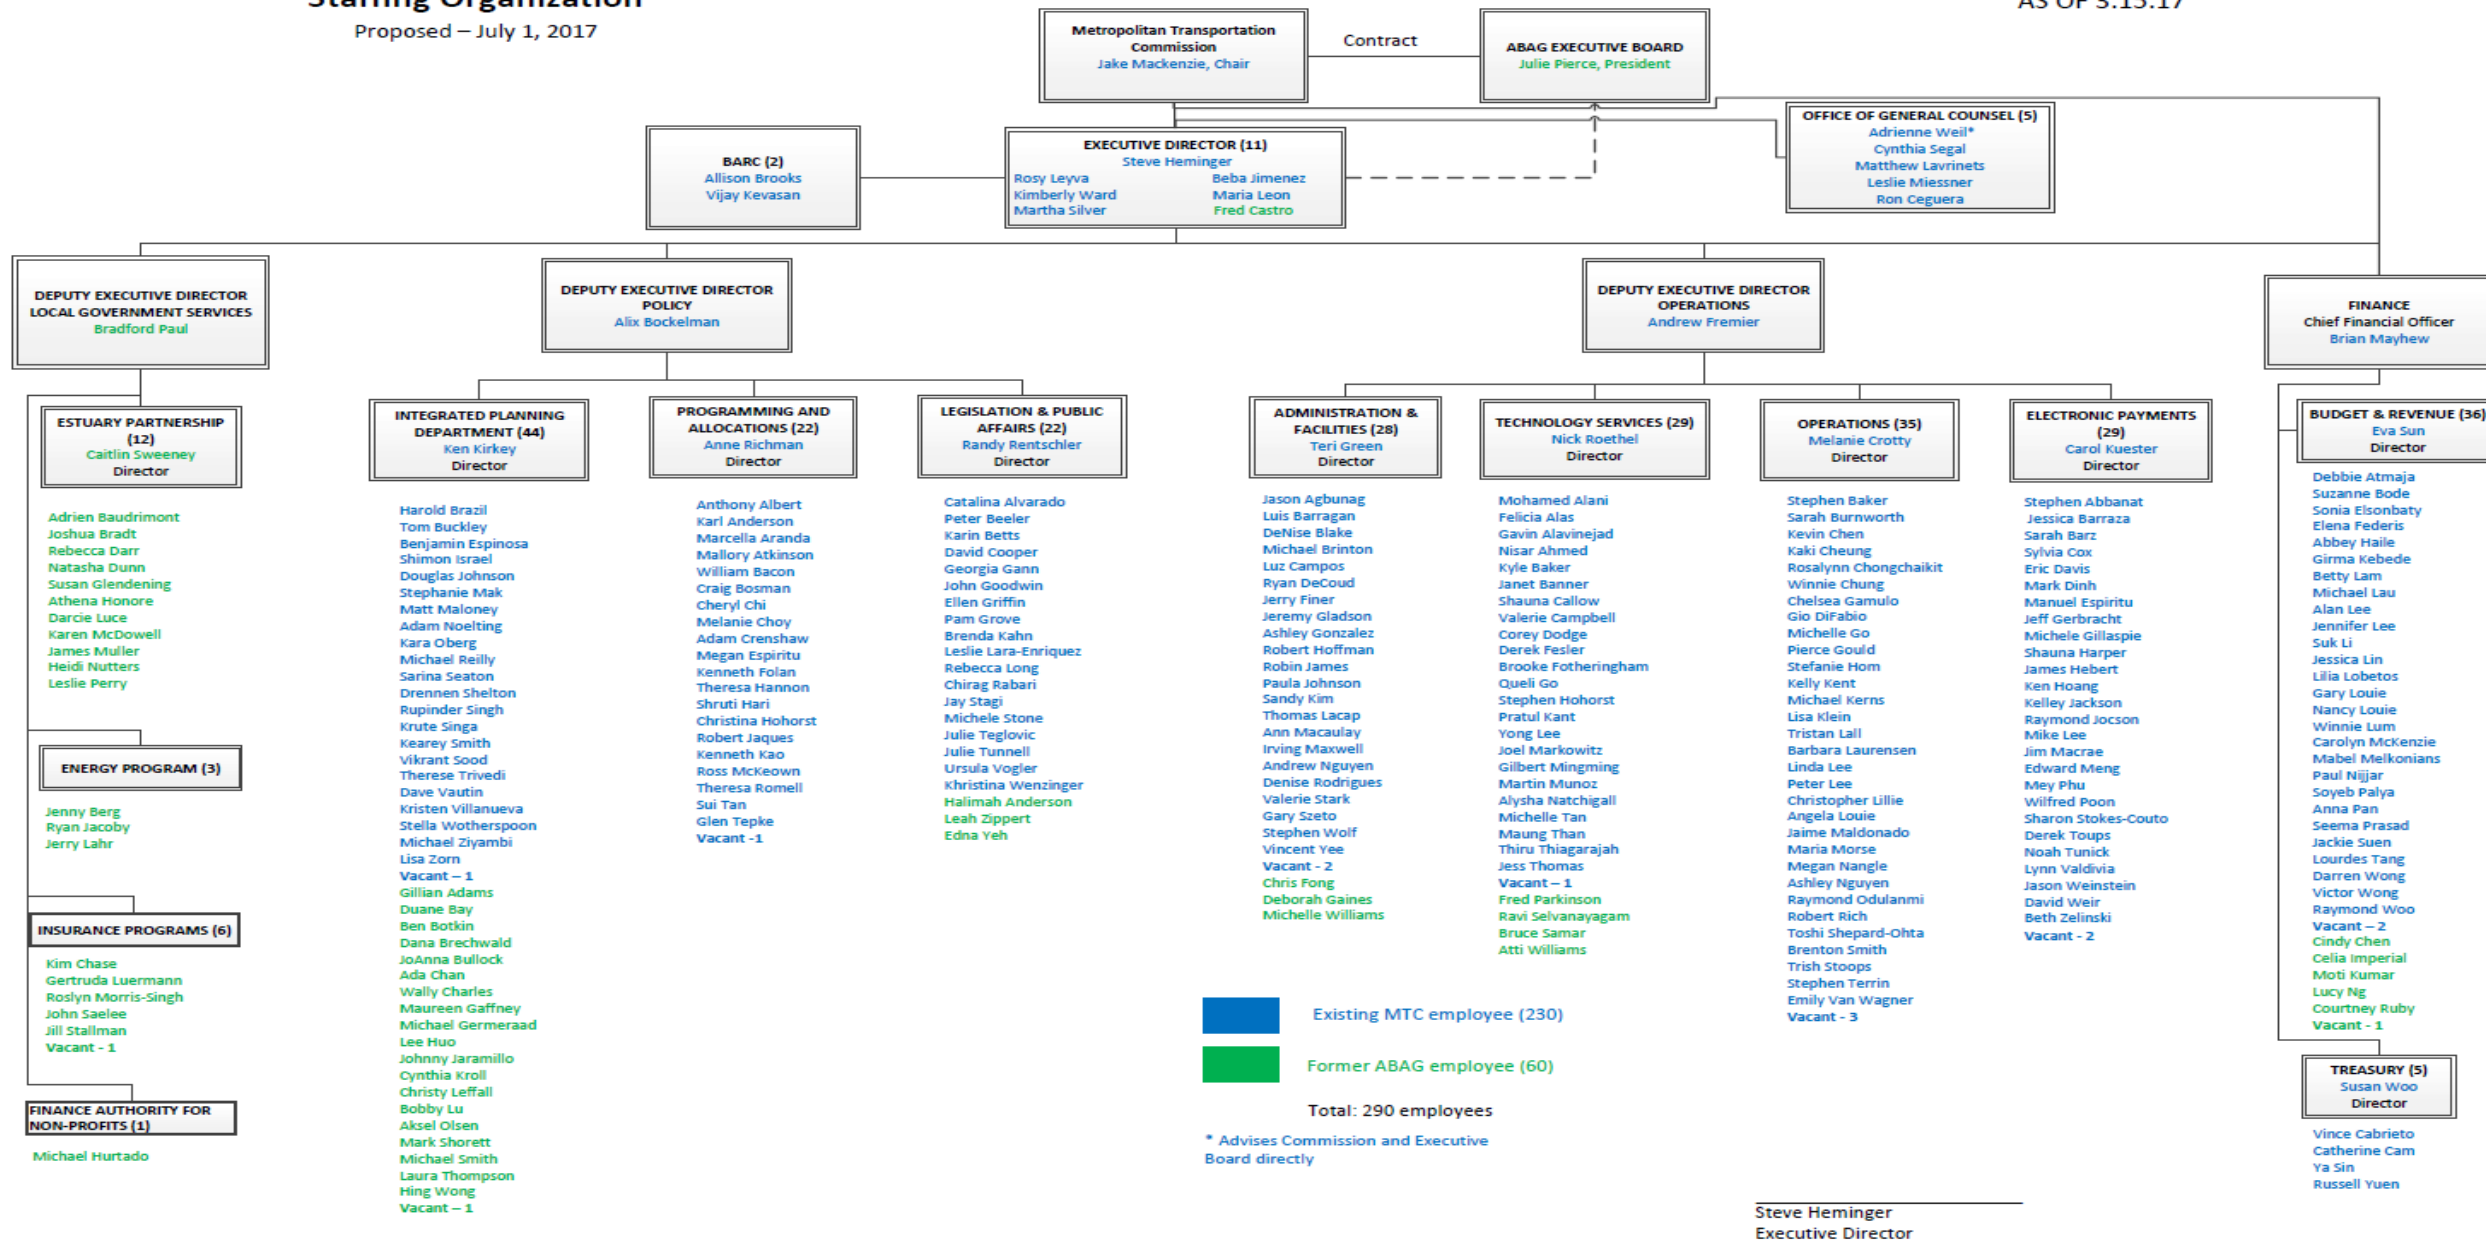 Staffing Organization
Proposed – July 1, 2017
AS OF 3.15.17
Metropolitan Transportation
Commission
Jake Mackenzie, Chair
Contract
ABAG EXECUTIVE BOARD
Julie Pierce, President
OFFICE OF GENERAL COUNSEL (5)
Adrienne Weil*
Cynthia Segal
Matthew Lavrinets
Leslie Miessner
Ron Ceguera
BARC (2)
Allison Brooks
Vijay Kevasan
EXECUTIVE DIRECTOR (11)
Steve Heminger
Rosy Leyva
Kimberly Ward
Martha Silver
Beba Jimenez
Maria Leon
Fred Castro
DEPUTY EXECUTIVE DIRECTOR
LOCAL GOVERNMENT SERVICES
Bradford Paul
DEPUTY EXECUTIVE DIRECTOR
POLICY
Alix Bockelman
DEPUTY EXECUTIVE DIRECTOR
OPERATIONS
Andrew Fremier
FINANCE
Chief Financial Officer
Brian Mayhew
ESTUARY PARTNERSHIP
(12)
Caitlin Sweeney
Director
Adrien Baudrimont
Joshua Bradt
Rebecca Darr
Natasha Dunn
Susan Glendening
Athena Honore
Darcie Luce
Karen McDowell
James Muller
Heidi Nutters
Leslie Perry
ENERGY PROGRAM (3)
Jenny Berg
Ryan Jacoby
Jerry Lahr
INSURANCE PROGRAMS (6)
Kim Chase
Gertruda Luermann
Roslyn Morris-Singh
John Saelee
Jill Stallman
Vacant - 1
FINANCE AUTHORITY FOR
NON-PROFITS (1)
Michael Hurtado
INTEGRATED PLANNING
DEPARTMENT (44)
Ken Kirkey
Director
Harold Brazil
Tom Buckley
Benjamin Espinosa
Shimon Israel
Douglas Johnson
Stephanie Mak
Matt Maloney
Adam Noelting
Kara Oberg
Michael Reilly
Sarina Seaton
Drennen Shelton
Rupinder Singh
Krute Singa
Kearey Smith
Vikrant Sood
Therese Trivedi
Dave Vautin
Kristen Villanueva
Stella Wotherspoon
Michael Ziyambi
Lisa Zorn
Vacant – 1
Gillian Adams
Duane Bay
Ben Botkin
Dana Brechwald
JoAnna Bullock
Ada Chan
Wally Charles
Maureen Gaffney
Michael Germeraad
Lee Huo
Johnny Jaramillo
Cynthia Kroll
Christy Leffall
Bobby Lu
Aksel Olsen
Mark Shorett
Michael Smith
Laura Thompson
Hing Wong
Vacant – 1
PROGRAMMING AND
ALLOCATIONS (22)
Anne Richman
Director
Anthony Albert
Karl Anderson
Marcella Aranda
Mallory Atkinson
William Bacon
Craig Bosman
Cheryl Chi
Melanie Choy
Adam Crenshaw
Megan Espiritu
Kenneth Folan
Theresa Hannon
Shruti Hari
Christina Hohorst
Robert Jaques
Kenneth Kao
Ross McKeown
Theresa Romell
Sui Tan
Glen Tepke
Vacant -1
LEGISLATION & PUBLIC
AFFAIRS (22)
Randy Rentschler
Director
Catalina Alvarado
Peter Beeler
Karin Betts
David Cooper
Georgia Gann
John Goodwin
Ellen Griffin
Pam Grove
Brenda Kahn
Leslie Lara-Enriquez
Rebecca Long
Chirag Rabari
Jay Stagi
Michele Stone
Julie Teglovic
Julie Tunnell
Ursula Vogler
Khristina Wenzinger
Halimah Anderson
Leah Zippert
Edna Yeh
ADMINISTRATION &
FACILITIES (28)
Teri Green
Director
Jason Agbunag
Luis Barragan
DeNise Blake
Michael Brinton
Luz Campos
Ryan DeCoud
Jerry Finer
Jeremy Gladson
Ashley Gonzalez
Robert Hoffman
Robin James
Paula Johnson
Sandy Kim
Thomas Lacap
Ann Macaulay
Irving Maxwell
Andrew Nguyen
Denise Rodrigues
Valerie Stark
Gary Szeto
Stephen Wolf
Vincent Yee
Vacant - 2
Chris Fong
Deborah Gaines
Michelle Williams
TECHNOLOGY SERVICES (29)
Nick Roethel
Director
Mohamed Alani
Felicia Alas
Gavin Alavinejad
Nisar Ahmed
Kyle Baker
Janet Banner
Shauna Callow
Valerie Campbell
Corey Dodge
Derek Fesler
Brooke Fotheringham
Queli Go
Stephen Hohorst
Pratul Kant
Yong Lee
Joel Markowitz
Gilbert Mingming
Martin Munoz
Alysha Natchigall
Michelle Tan
Maung Than
Thiru Thiagarajah
Jess Thomas
Vacant – 1
Fred Parkinson
Ravi Selvanayagam
Bruce Samar
Atti Williams
OPERATIONS (35)
Melanie Crotty
Director
Stephen Baker
Sarah Burnworth
Kevin Chen
Kaki Cheung
Rosalynn Chongchaikit
Winnie Chung
Chelsea Gamulo
Gio DiFabio
Michelle Go
Pierce Gould
Stefanie Hom
Kelly Kent
Michael Kerns
Lisa Klein
Tristan Lall
Barbara Laurensen
Linda Lee
Peter Lee
Christopher Lillie
Angela Louie
Jaime Maldonado
Maria Morse
Megan Nangle
Ashley Nguyen
Raymond Odulanmi
Robert Rich
Toshi Shepard-Ohta
Brenton Smith
Trish Stoops
Stephen Terrin
Emily Van Wagner
Vacant - 3
ELECTRONIC PAYMENTS
(29)
Carol Kuester
Director
Stephen Abbanat
Jessica Barraza
Sarah Barz
Sylvia Cox
Eric Davis
Mark Dinh
Manuel Espiritu
Jeff Gerbracht
Michele Gillaspie
Shauna Harper
James Hebert
Ken Hoang
Kelley Jackson
Raymond Jocson
Mike Lee
Jim Macrae
Edward Meng
Mey Phu
Wilfred Poon
Sharon Stokes-Couto
Derek Toups
Noah Tunick
Lynn Valdivia
Jason Weinstein
David Weir
Beth Zelinski
Vacant - 2
BUDGET & REVENUE (36)
Eva Sun
Director
Debbie Atmaja
Suzanne Bode
Sonia Elsonbaty
Elena Federis
Abbey Haile
Girma Kebede
Betty Lam
Michael Lau
Alan Lee
Jennifer Lee
Suk Li
Jessica Lin
Lilia Lobetos
Gary Louie
Nancy Louie
Winnie Lum
Carolyn McKenzie
Mabel Melkonians
Paul Nijjar
Soyeb Palya
Anna Pan
Seema Prasad
Jackie Suen
Lourdes Tang
Darren Wong
Victor Wong
Raymond Woo
Vacant – 2
Cindy Chen
Celia Imperial
Moti Kumar
Lucy Ng
Courtney Ruby
Vacant - 1
TREASURY (5)
Susan Woo
Director
Vince Cabrieto
Catherine Cam
Ya Sin
Russell Yuen
Existing MTC employee (230)
Former ABAG employee (60)
Total: 290 employees
* Advises Commission and Executive
Board directly
Steve Heminger
Executive Director